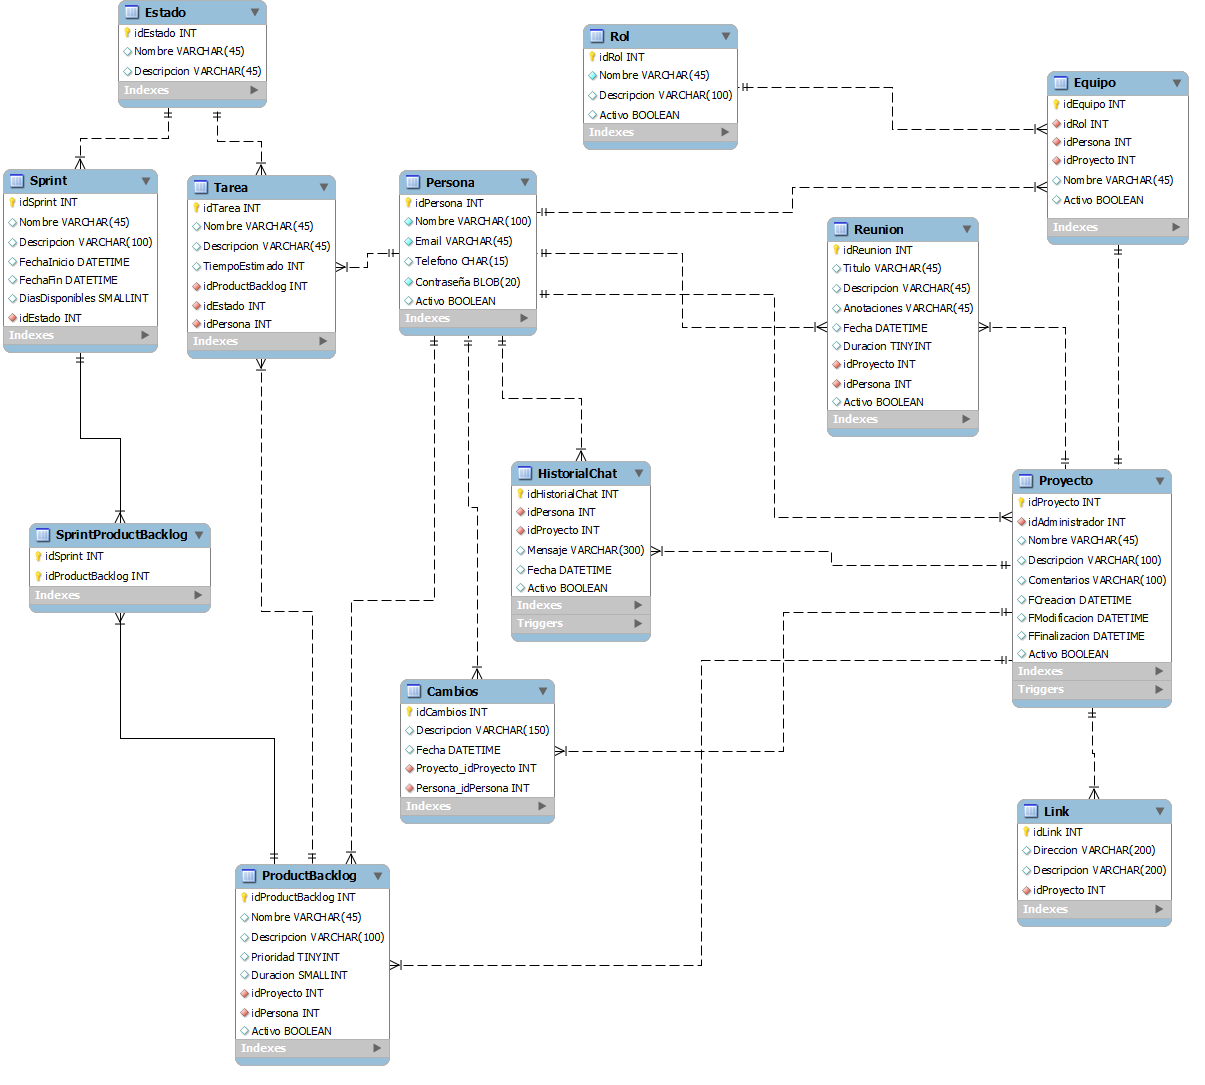 Estado
idEstado INT
Nombre VARCHAR(45)
Descripcion VARCHAR(45)
Indexes
Rol
idRol INT
Nombre VARCHAR(45)
Descripcion VARCHAR(100)
Activo BOOLEAN
Indexes
Equipo
idEquipo INT
idRol INT
idPersona INT
idProyecto INT
Nombre VARCHAR(45)
Activo BOOLEAN
Indexes
Sprint
idSprint INT
Nombre VARCHAR(45)
Descripcion VARCHAR(100)
FechaInicio DATETIME
FechaFin DATETIME
DiasDisponibles SMALLINT
idEstado INT
Indexes
Tarea
idTarea INT
Nombre VARCHAR(45)
Descripcion VARCHAR(45)
TiempoEstimado INT
idProductBacklog INT
idEstado INT
idPersona INT
Indexes
Persona
idPersona INT
Nombre VARCHAR(100)
Email VARCHAR(45)
Telefono CHAR(15)
Contraseña BLOB(20)
Activo BOOLEAN
Indexes
Reunion
idReunion INT
Titulo VARCHAR(45)
Descripcion VARCHAR(45)
Anotaciones VARCHAR(45)
Fecha DATETIME
Duracion TINYINT
idProyecto INT
idPersona INT
Activo BOOLEAN
Indexes
HistorialChat
idHistorialChat INT
idPersona INT
idProyecto INT
Mensaje VARCHAR(300)
Fecha DATETIME
Activo BOOLEAN
Indexes
Triggers
Proyecto
idProyecto INT
idAdministrador INT
Nombre VARCHAR(45)
Descripcion VARCHAR(100)
Comentarios VARCHAR(100)
FCreacion DATETIME
FModificacion DATETIME
FFinalizacion DATETIME
Activo BOOLEAN
Indexes
Triggers
SprintProductBacklog
idSprint INT
idProductBacklog INT
Indexes
Cambios
idCambios INT
Descripcion VARCHAR(150)
Fecha DATETIME
Proyecto_idProyecto INT
Persona_idPersona INT
Indexes
Link
idLink INT
Direccion VARCHAR(200)
Descripcion VARCHAR(200)
idProyecto INT
Indexes
ProductBacklog
idProductBacklog INT
Nombre VARCHAR(45)
Descripcion VARCHAR(100)
Prioridad TINYINT
Duracion SMALLINT
idProyecto INT
idPersona INT
Activo BOOLEAN
Indexes